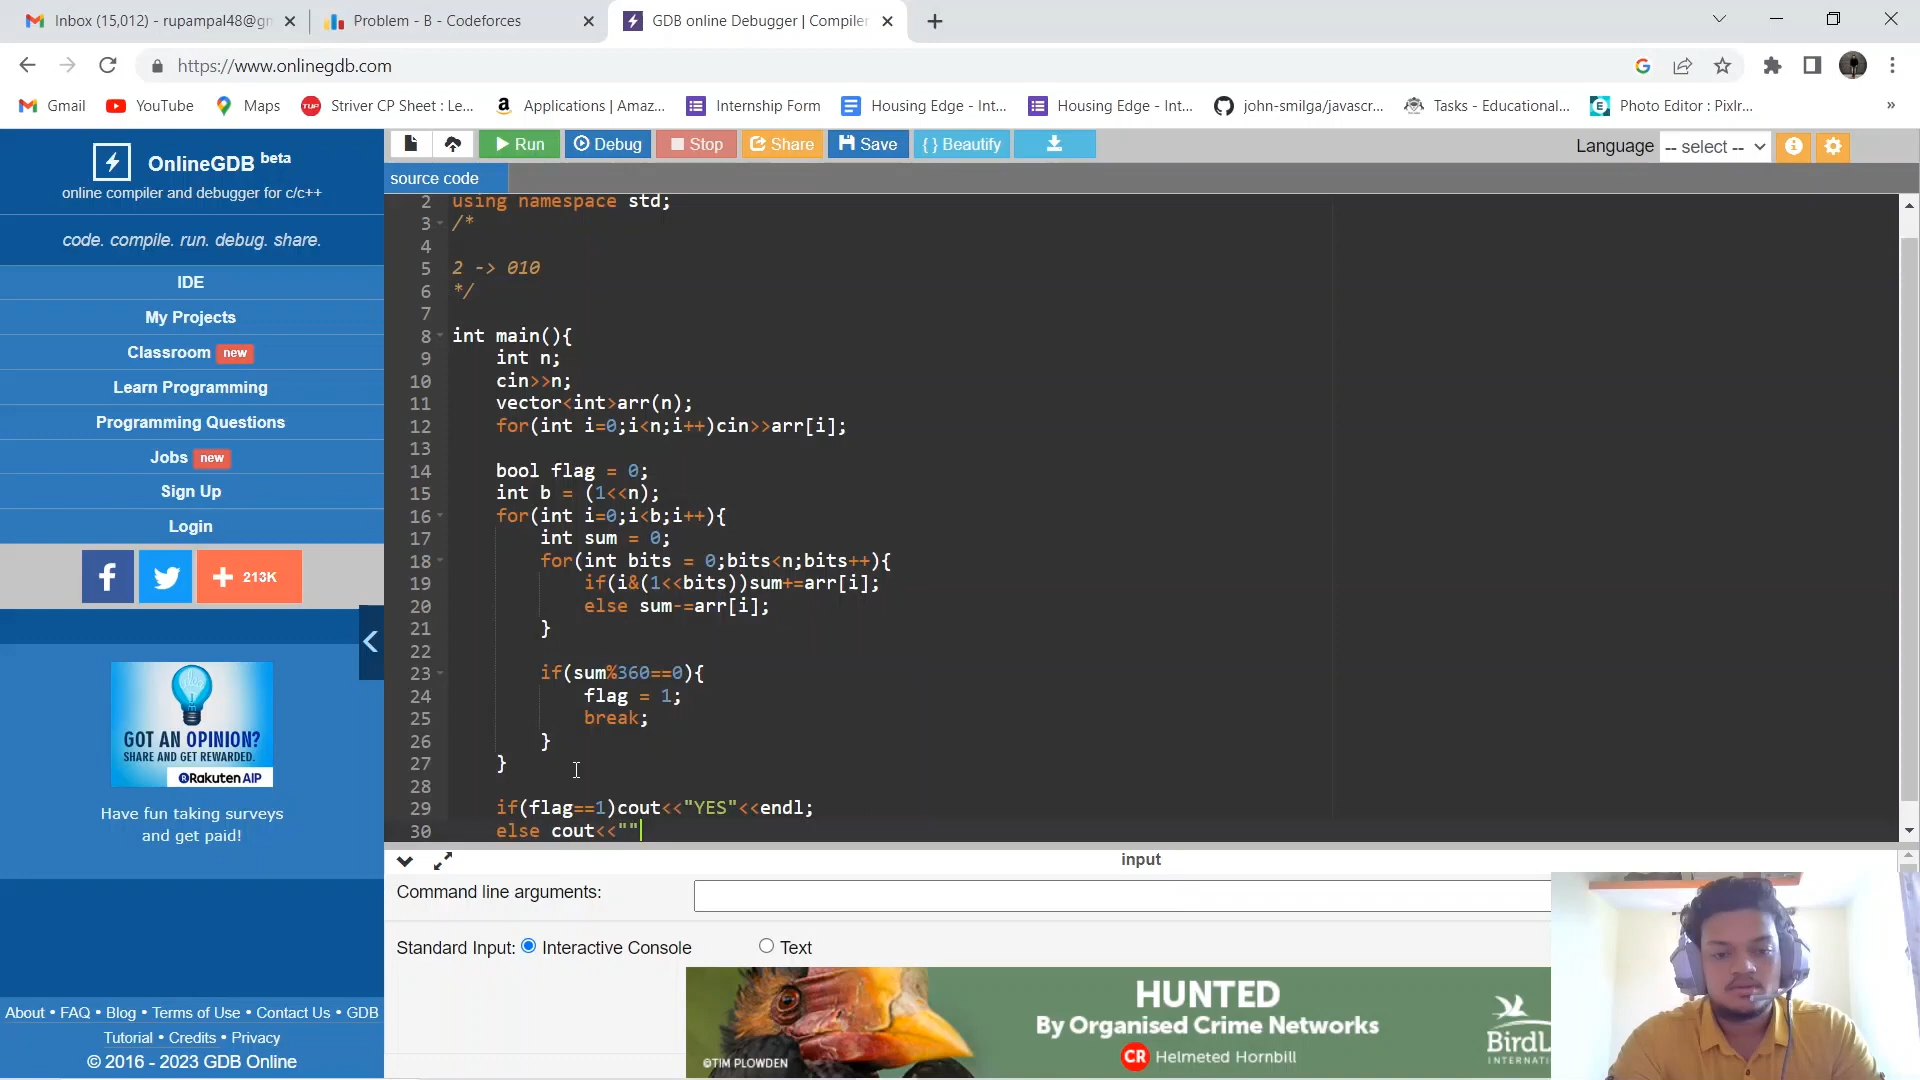 Inbox (15,012) - rupampal48@gm
Problem - B - Codeforces
GDB online Debugger | Compiler
https://www.onlinegdb.com
Gmail
YouTube
Maps
TUF
Striver CP Sheet : Le...
Applications | Amaz...
Internship Form
Housing Edge - Int...
Housing Edge - Int...
john-smilga/javascr...
Tasks - Educational...
Photo Editor : Pixlr...
»
OnlineGDB beta
online compiler and debugger for c/c++
code. compile. run. debug. share.
IDE
My Projects
Classroom new
Learn Programming
Programming Questions
Jobs new
Sign Up
Login
+ 213K
GOT AN OPINION?
SHARE AND GET REWARDED.
Rakuten AIP
Have fun taking surveys
and get paid!
About • FAQ • Blog • Terms of Use • Contact Us • GDB
Tutorial • Credits • Privacy
© 2016 - 2023 GDB Online
Run
Debug
Stop
Share
Save
{ } Beautify
Language -- select --
source code
2 using namespace std;
3 /*
4
5 2 -> 010
6 */
7
8 int main(){
9 int n;
10 cin>>n;
11 vector<int>arr(n);
12 for(int i=0;i<n;i++)cin>>arr[i];
13
14 bool flag = 0;
15 int b = (1<<n);
16 for(int i=0;i<b;i++){
17 int sum = 0;
18 for(int bits = 0;bits<n;bits++){
19 if(i&(1<<bits))sum+=arr[i];
20 else sum-=arr[i];
21 }
22
23 if(sum%360==0){
24 flag = 1;
25 break;
26 }
27 }
28
29 if(flag==1)cout<<"YES"<<endl;
30 else cout<<""
input
Command line arguments:
Standard Input: Interactive Console Text
HUNTED
By Organised Crime Networks
CR Helmeted Hornbill
©TIM PLOWDEN
BirdL
INTERNATI